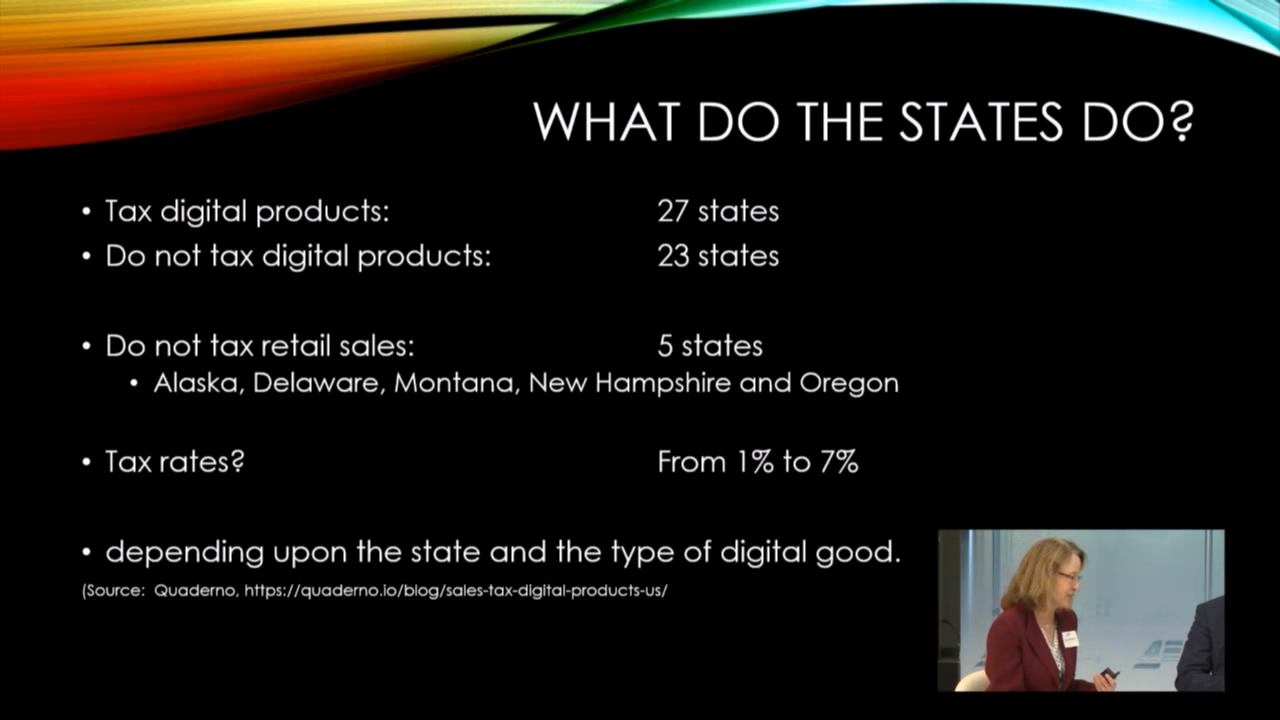 WHAT DO THE STATES DO?
• Tax digital products: 27 states
• Do not tax digital products: 23 states
• Do not tax retail sales: 5 states
• Alaska, Delaware, Montana, New Hampshire and Oregon
• Tax rates? From 1% to 7%
• depending upon the state and the type of digital good.
(Source: Quaderno, https://quaderno.io/blog/sales-tax-digital-products-us/